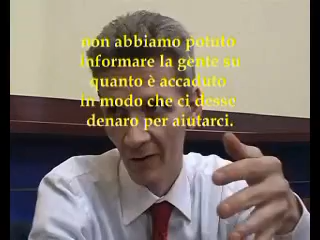 non abbiamo potuto
informare la gente su
quanto è accaduto
in modo che ci desse
denaro per aiutarci.